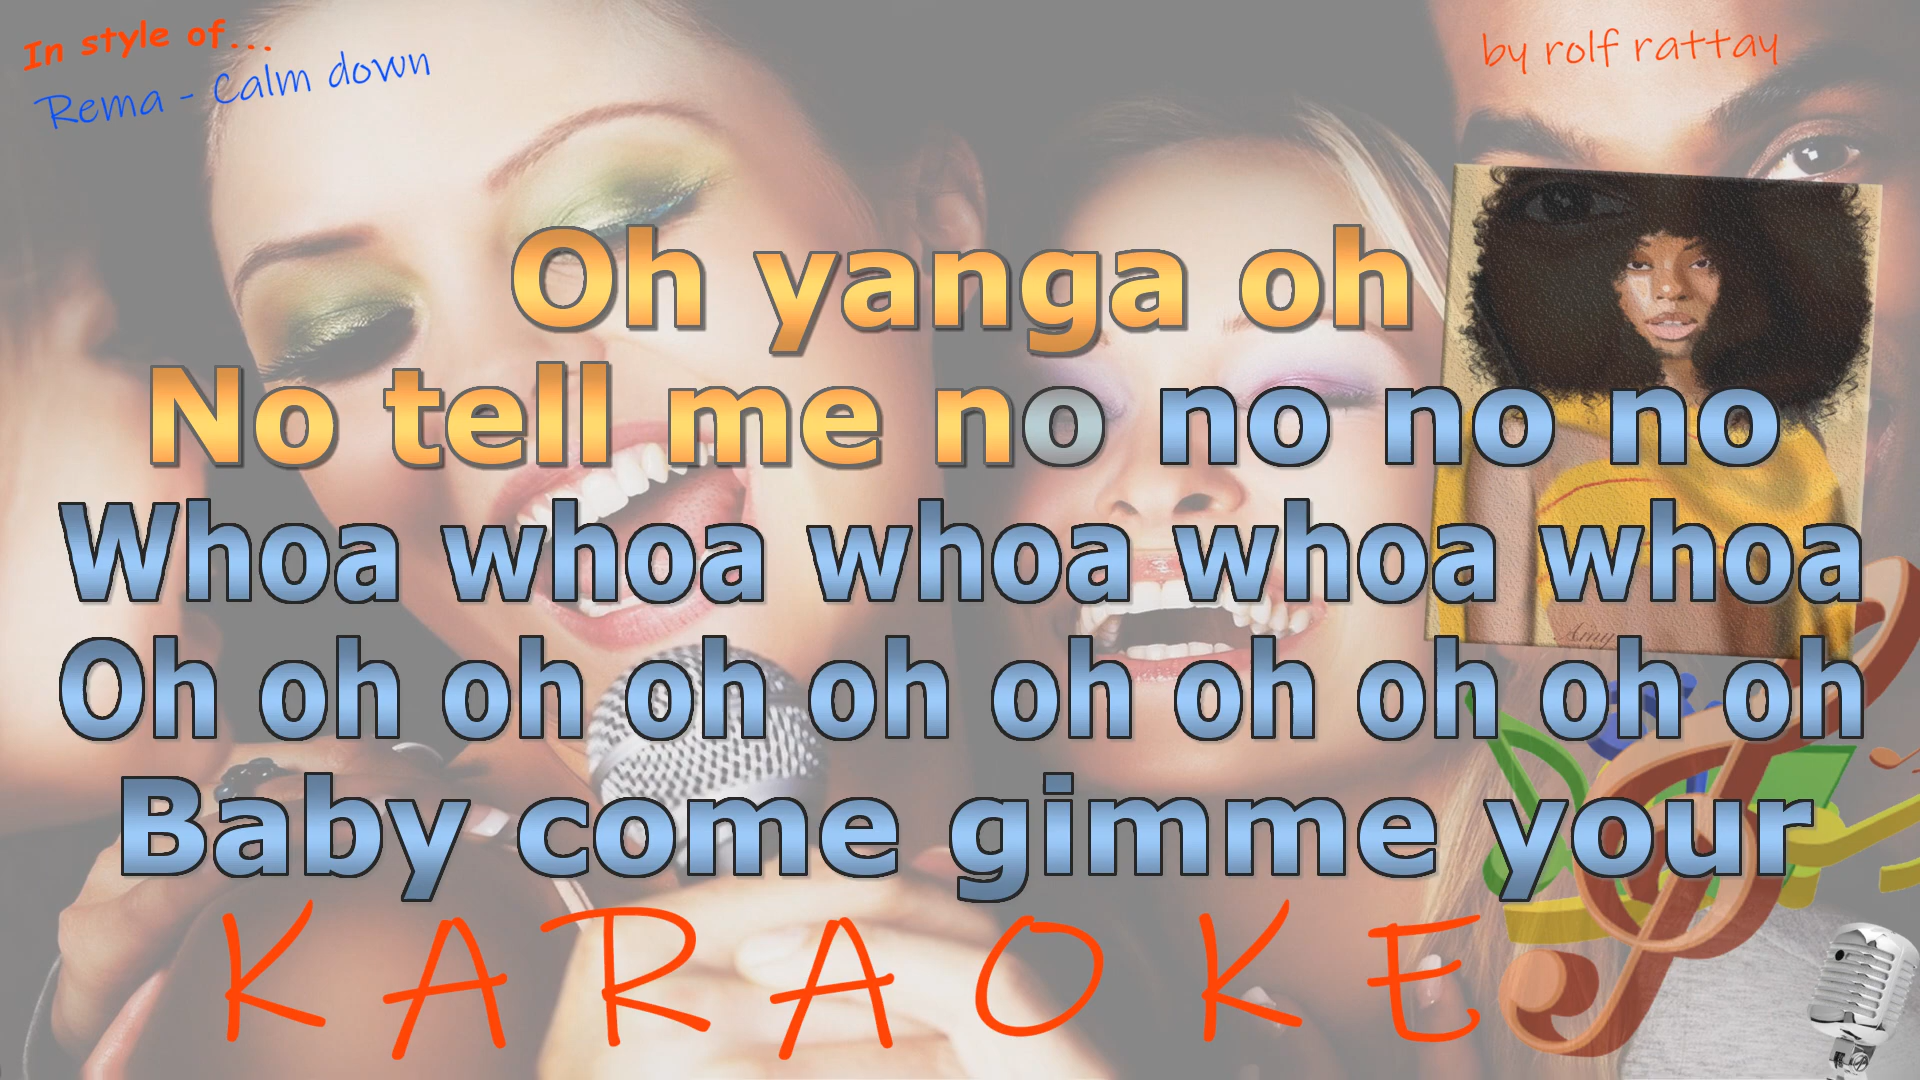 In style of...
Rema - Calm down
by rolf rattay
Oh yanga oh
No tell me no no no no
Whoa whoa whoa whoa whoa
Oh oh oh oh oh oh oh oh oh oh
Baby come gimme your
Amy
KARAOKE